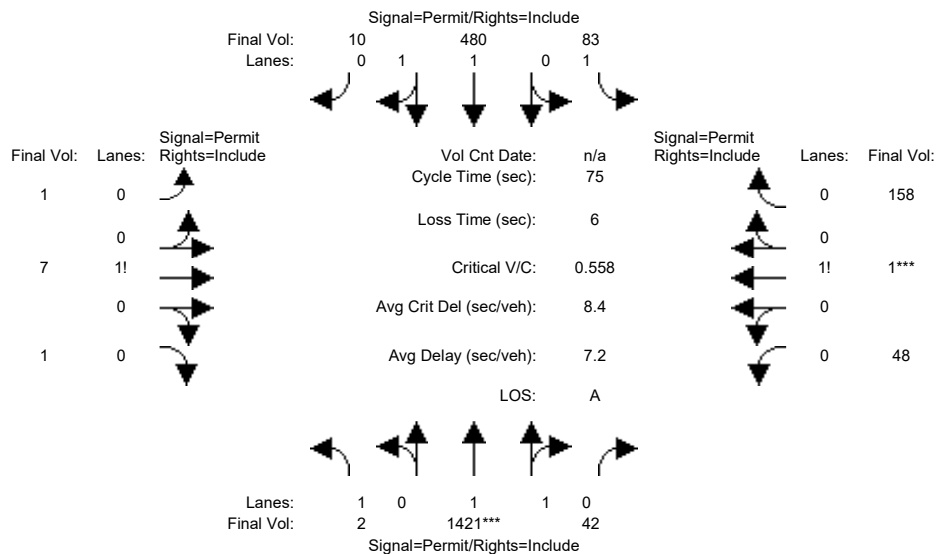 Signal=Permit/Rights=Include
Final Vol: 10 480 83
Lanes: 0 1 1 0 1
Signal=Permit
Final Vol: Lanes: Rights=Include
Vol Cnt Date: n/a
Signal=Permit
Rights=Include Lanes: Final Vol:
Cycle Time (sec): 75
1 0
0 158
Loss Time (sec): 6
0
0
7 1!
Critical V/C: 0.558
1! 1***
0
Avg Crit Del (sec/veh): 8.4
0
1 0
Avg Delay (sec/veh): 7.2
0 48
LOS: A
Lanes: 1 0 1 1 0
Final Vol: 2 1421*** 42
Signal=Permit/Rights=Include